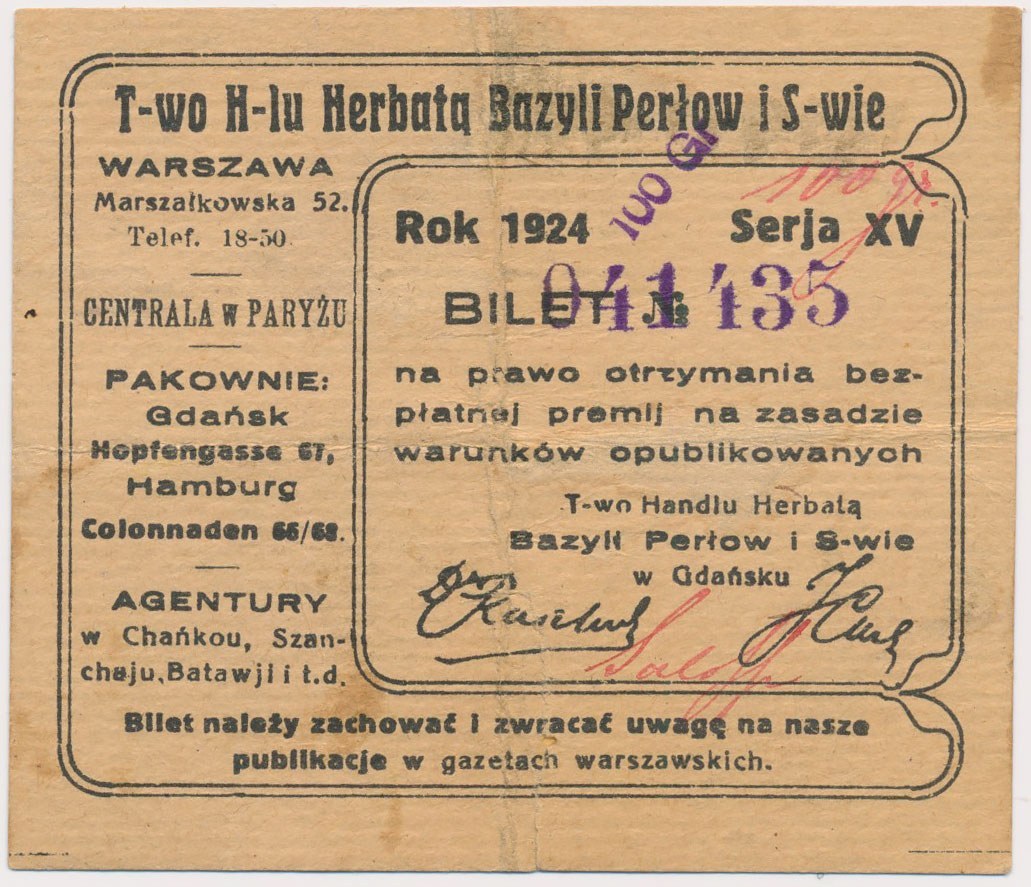 T-wo H-lu Herbatą Bazyli Perłow i S-wie
WARSZAWA
Marszałkowska 52.
Telef. 18-50.
CENTRALA w PARYŻU
PAKOWNIE:
Gdańsk
Hopfengasse 67,
Hamburg
Colonnaden 66/68.
AGENTURY
w Chańkou, Szan-
chaju, Batawji i t.d.
100 gr.
100 Gr
Rok 1924 Serja XV
BILET № 041435
na prawo otrzymania bez-
płatnej premij na zasadzie
warunków opublikowanych
T-wo Handlu Herbatą
Bazyli Perłow i S-wie
w Gdańsku
Bilet należy zachować i zwracać uwagę na nasze
publikacje w gazetach warszawskich.